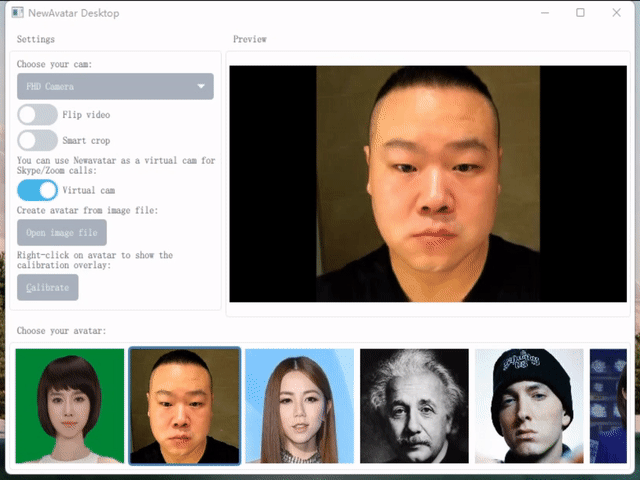 NewAvatar Desktop
Settings
Preview
Choose your cam:
FHD Camera
Flip video
Smart crop
You can use Newavatar as a virtual cam for
Skype/Zoom calls:
Virtual cam
Create avatar from image file:
Open image file
Right-click on avatar to show the
calibration overlay:
Calibrate
Choose your avatar: